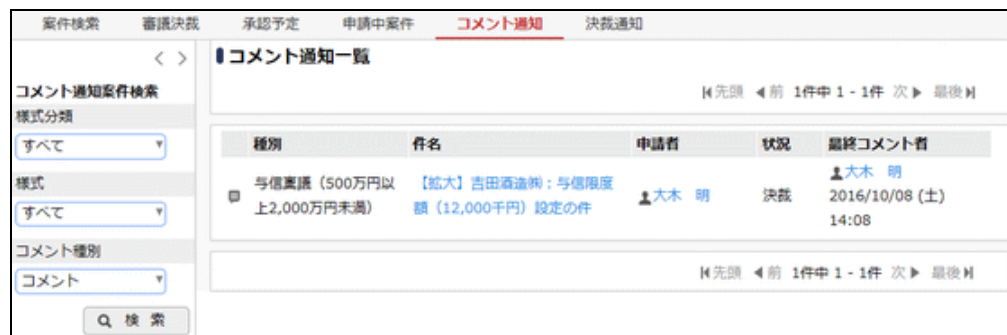 案件検索 審議決裁 承認予定 申請中案件 コメント通知 決裁通知
< >
コメント通知案件検索
様式分類
すべて
様式
すべて
コメント種別
コメント
検 索
コメント通知一覧
先頭 前 1件中 1 - 1件 次 最後
種別 件名 申請者 状況 最終コメント者
与信稟議（500万円以
上2,000万円未満）
【拡大】吉田酒造㈱；与信限度
額（12,000千円）設定の件
大木 明
決裁
大木 明
2016/10/08 (土)
14:08
先頭 前 1件中 1 - 1件 次 最後